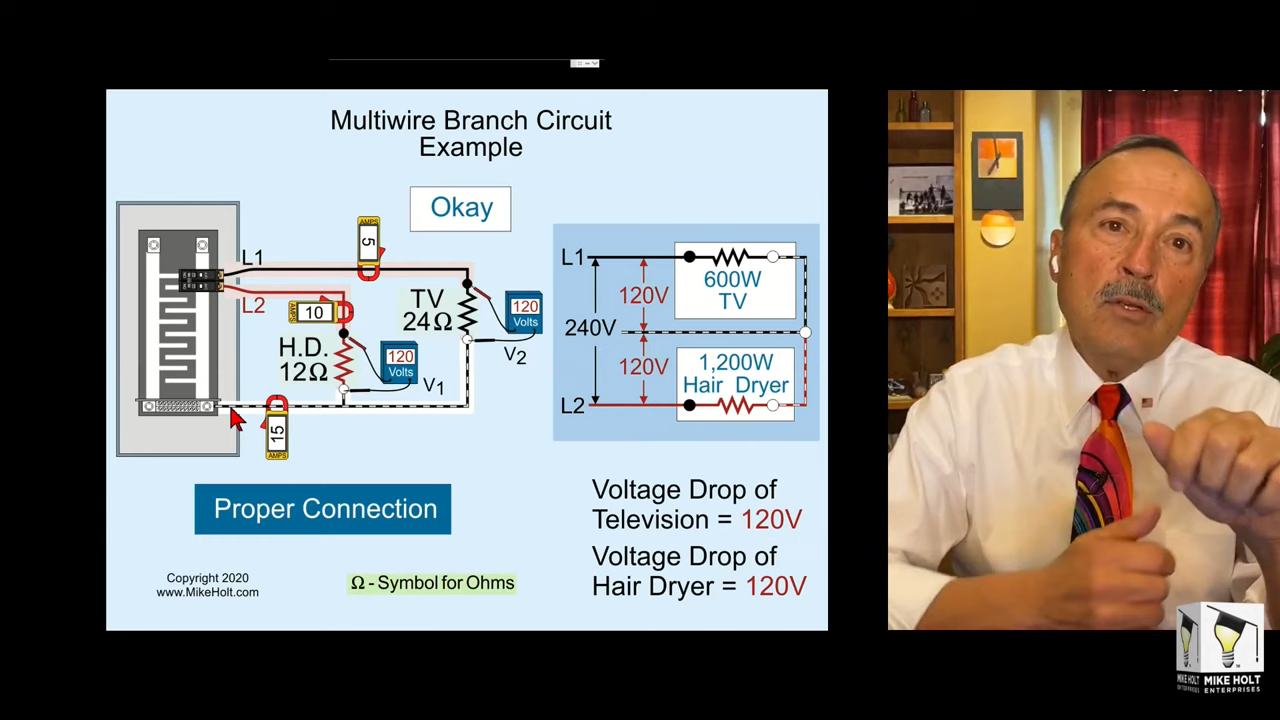 Multiwire Branch Circuit
Example
Okay
L1
L2
AMPS
5
AMPS
10
TV
24Ω
120
Volts
V2
H.D.
12Ω
120
Volts
V1
15
AMPS
L1
600W
TV
120V
240V
120V
1,200W
Hair Dryer
L2
Proper Connection
Voltage Drop of
Television = 120V
Voltage Drop of
Hair Dryer = 120V
Copyright 2020
www.MikeHolt.com
Ω - Symbol for Ohms
MIKE HOLT
ENTERPRISES